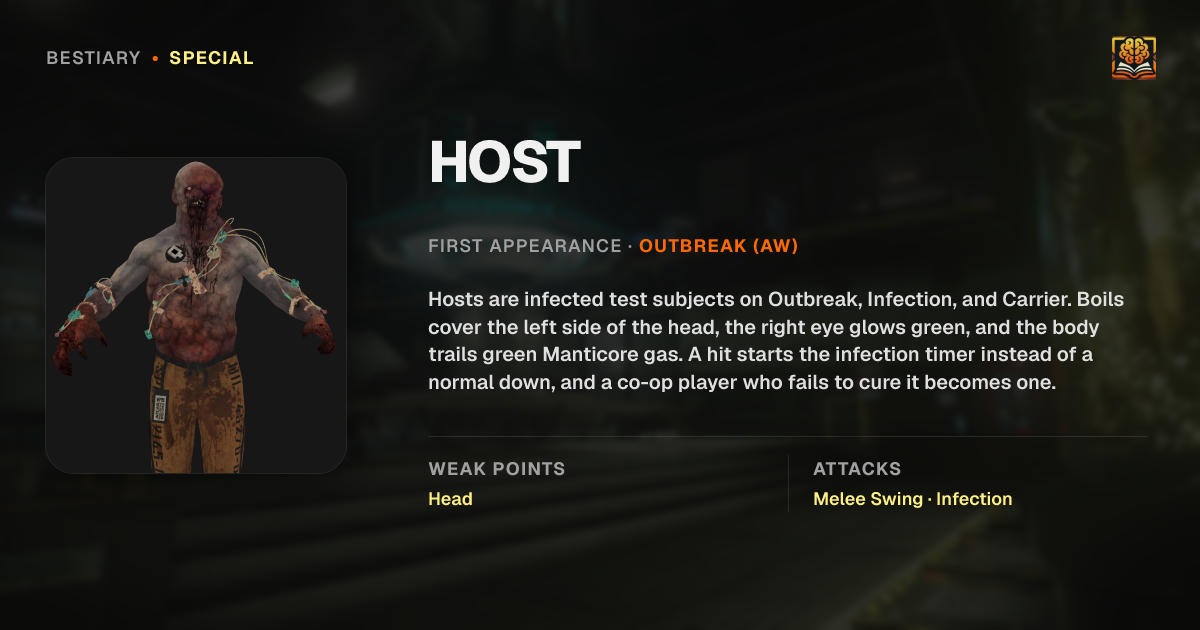 BESTIARY • SPECIAL
HOST
FIRST APPEARANCE · OUTBREAK (AW)
Hosts are infected test subjects on Outbreak, Infection, and Carrier. Boils
cover the left side of the head, the right eye glows green, and the body
trails green Manticore gas. A hit starts the infection timer instead of a
normal down, and a co-op player who fails to cure it becomes one.
WEAK POINTS
Head
ATTACKS
Melee Swing · Infection